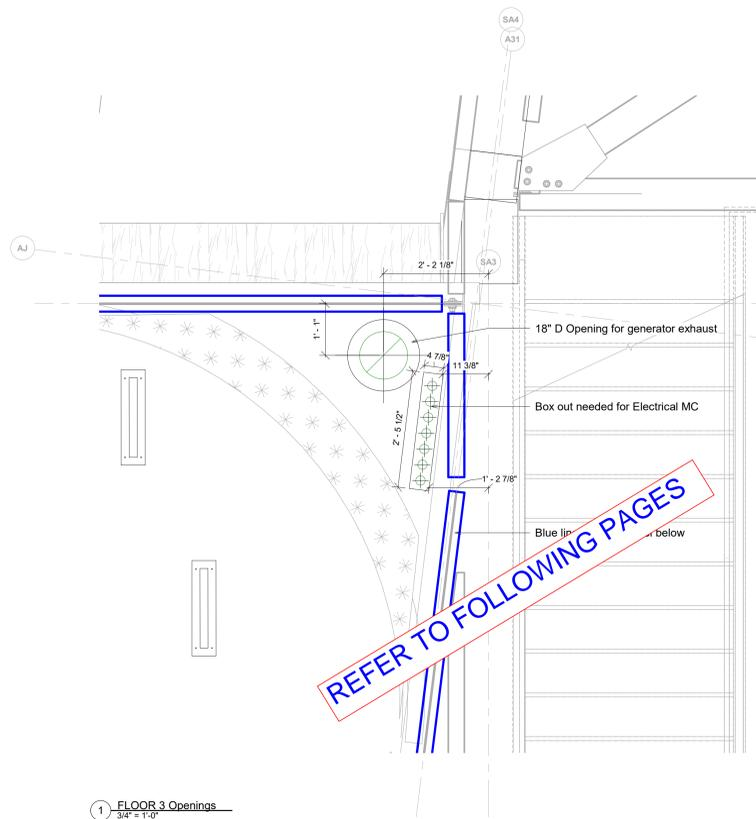 SA4
A31
AJ
SA3
2' - 2 1/8"
1' - 1"
18" D Opening for generator exhaust
4 7/8"
11 3/8"
Box out needed for Electrical MC
2' - 5 1/2"
1' - 2 7/8"
Blue below
REFER TO FOLLOWING PAGES
1
FLOOR 3 Openings
3/4" = 1'-0"